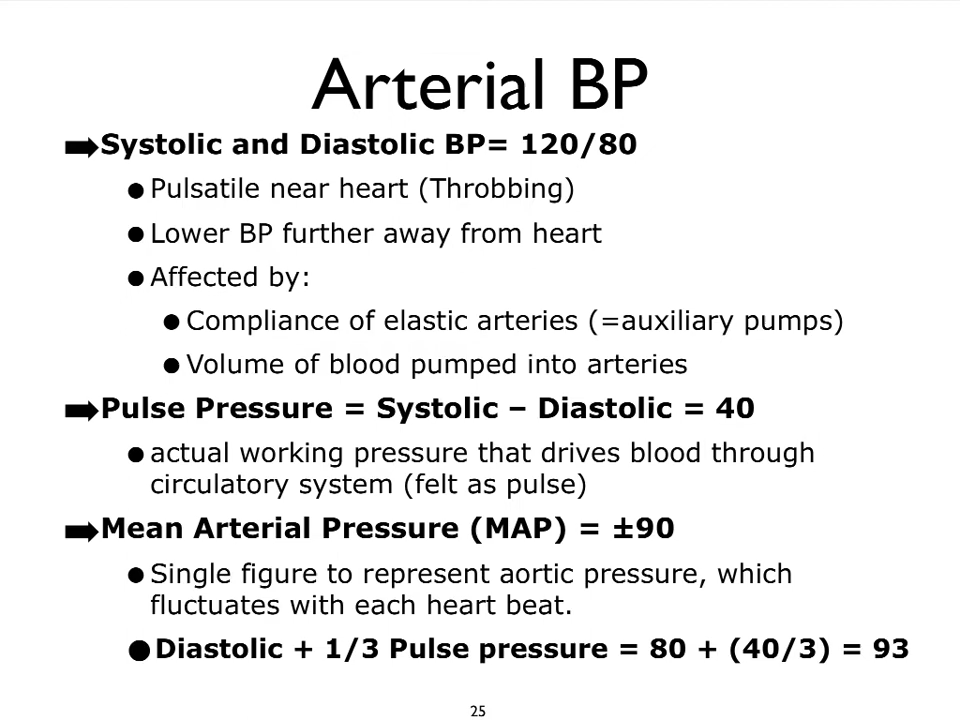 Arterial BP
➡Systolic and Diastolic BP= 120/80
•Pulsatile near heart (Throbbing)
•Lower BP further away from heart
•Affected by:
•Compliance of elastic arteries (=auxiliary pumps)
•Volume of blood pumped into arteries
➡Pulse Pressure = Systolic – Diastolic = 40
•actual working pressure that drives blood through
circulatory system (felt as pulse)
➡Mean Arterial Pressure (MAP) = ±90
•Single figure to represent aortic pressure, which
fluctuates with each heart beat.
•Diastolic + 1/3 Pulse pressure = 80 + (40/3) = 93
25